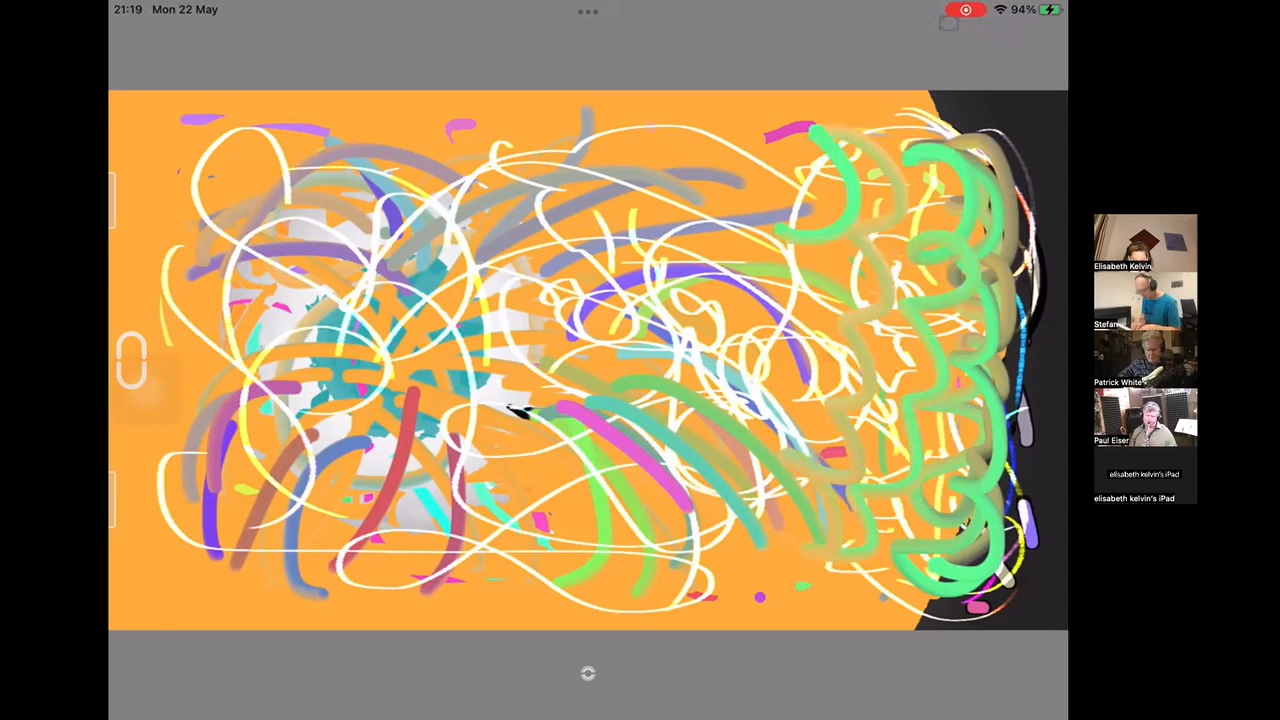 21:19 Mon 22 May
94%
Elisabeth Kelvin
Stefan
Patrick White
Paul Eiser
elisabeth kelvin's iPad
elisabeth kelvin's iPad